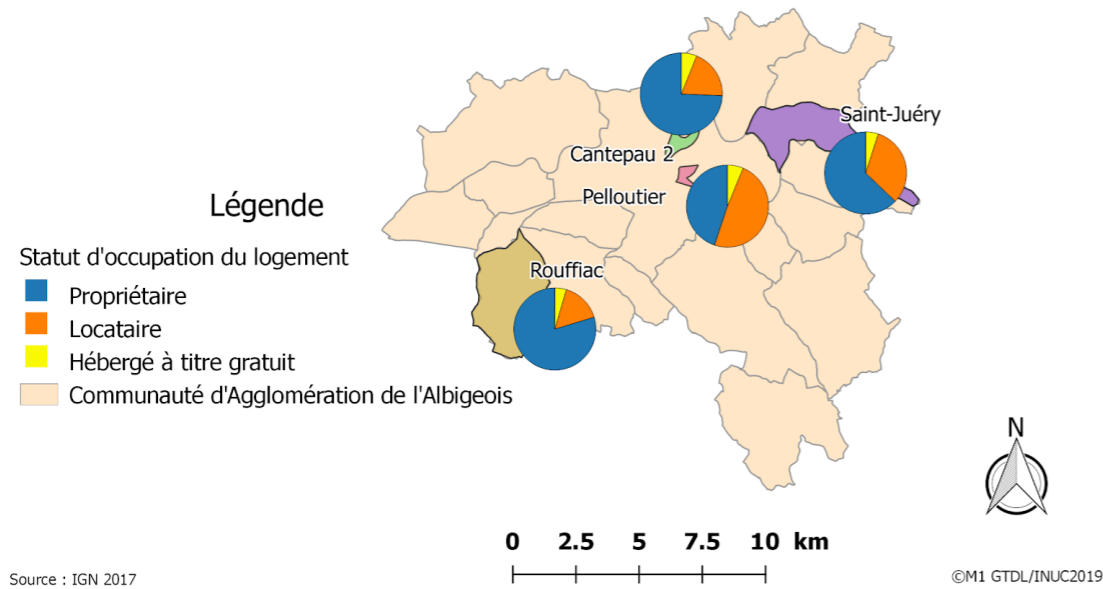 Saint-Juéry
Cantepau 2
Pelloutier
Rouffiac
Légende
Statut d'occupation du logement
Propriétaire
Locataire
Hébergé à titre gratuit
Communauté d'Agglomération de l'Albigeois
N
0 2.5 5 7.5 10 km
Source : IGN 2017
©M1 GTDL/INUC2019